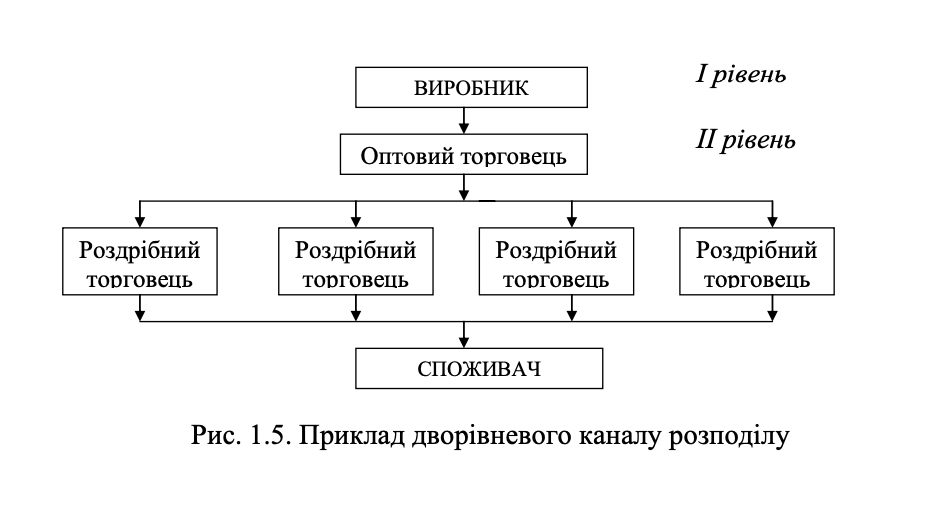 ВИРОБНИК
I рівень
Оптовий торговець
II рівень
Роздрібний торговець
Роздрібний торговець
Роздрібний торговець
Роздрібний торговець
СПОЖИВАЧ
Рис. 1.5. Приклад дворівневого каналу розподілу